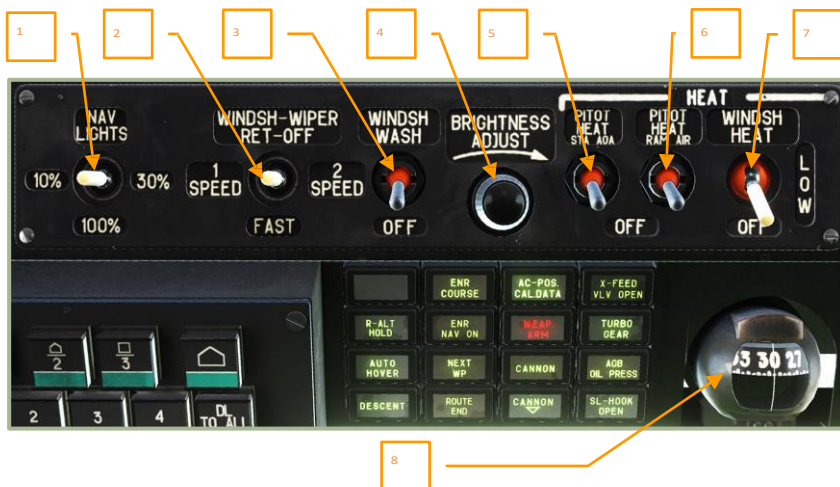 1
2
3
4
5
6
7
HEAT
NAV
LIGHTS
10%
30%
100%
WINDSH-WIPER
RET-OFF
1
SPEED
2
SPEED
FAST
WINDSH
WASH
OFF
BRIGHTNESS
ADJUST
PITOT
HEAT
STA AOA
PITOT
HEAT
RAM AIR
OFF
WINDSH
HEAT
OFF
LOW
ENR
COURSE
AC-POS.
CAL.DATA
X-FEED
VLV OPEN
R-ALT
HOLD
ENR
NAV ON
WEAP
ARM
TURBO
GEAR
AUTO
HOVER
NEXT
WP
CANNON
AGB
OIL PRESS
DESCENT
ROUTE
END
CANNON
SL-HOOK
OPEN
2
3
2
3
4
DL
TO ALL
33 30 27
8